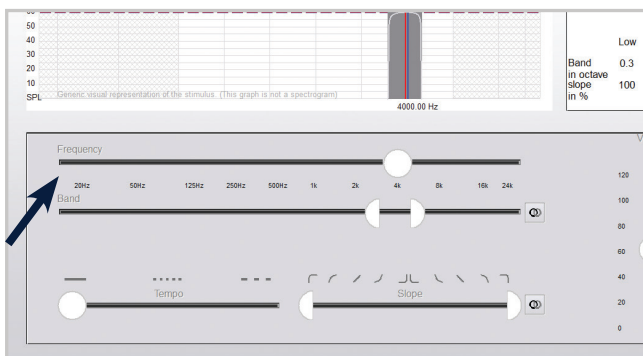 60
50
40
30
20
10
SPL
Generic visual representation of the stimulus (This graph is not a spectrogram)
4000.00 Hz
Low
Band in octave 0.3
slope in % 100
Frequency
20Hz 50Hz 125Hz 250Hz 500Hz 1k 2k 4k 8k 16k 24k
Band
Tempo
Slope
120
100
80
60
40
20
0